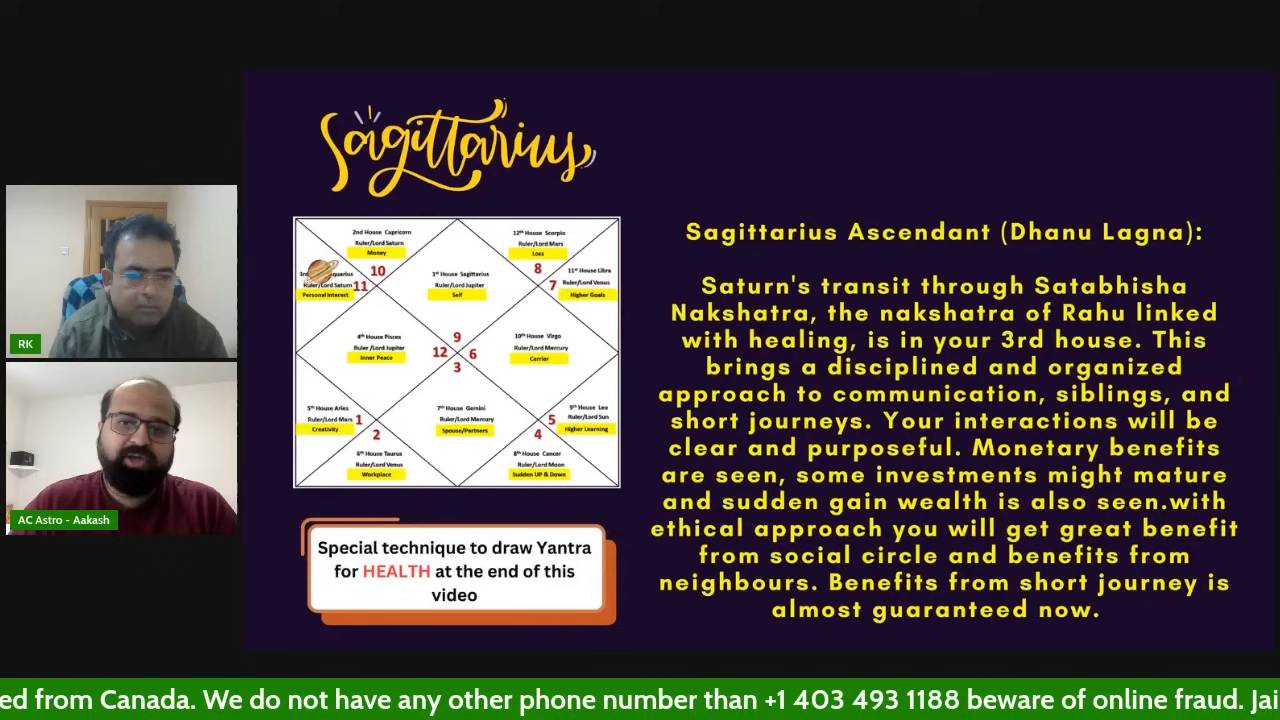 Sagittarius
2nd House Capricorn
Ruler/Lord Saturn
Money
12th House Scorpio
Ruler/Lord Mars
Loss
3r
quarius
Ruler/Lord Saturn
Personal Interest
10
11
1st House Sagittarius
Ruler/Lord Jupiter
Self
8
7
11th House Libra
Ruler/Lord Venus
Higher Goals
4th House Pisces
Ruler /Lord Jupiter
Inner Peace
9
12
6
3
10th House Virgo
Ruler/Lord Mercury
Carrier
5th House Aries
Ruler/Lord Mars
Creativity
1
2
7th House Gemini
Ruler/Lord Mercury
Spouse/Partners
5
4
9th House Leo
Ruler/Lord Sun
Higher Learning
6th House Taurus
Ruler/Lord Venus
Workplace
8th House Cancer
Ruler/Lord Moon
Sudden UP & Down
Special technique to draw Yantra
for HEALTH at the end of this
video
Sagittarius Ascendant (Dhanu Lagna):
Saturn's transit through Satabhisha
Nakshatra, the nakshatra of Rahu linked
with healing, is in your 3rd house. This
brings a disciplined and organized
approach to communication, siblings, and
short journeys. Your interactions will be
clear and purposeful. Monetary benefits
are seen, some investments might mature
and sudden gain wealth is also seen.with
ethical approach you will get great benefit
from social circle and benefits from
neighbours. Benefits from short journey is
almost guaranteed now.
RK
AC Astro - Aakash
ed from Canada. We do not have any other phone number than +1 403 493 1188 beware of online fraud. Jai